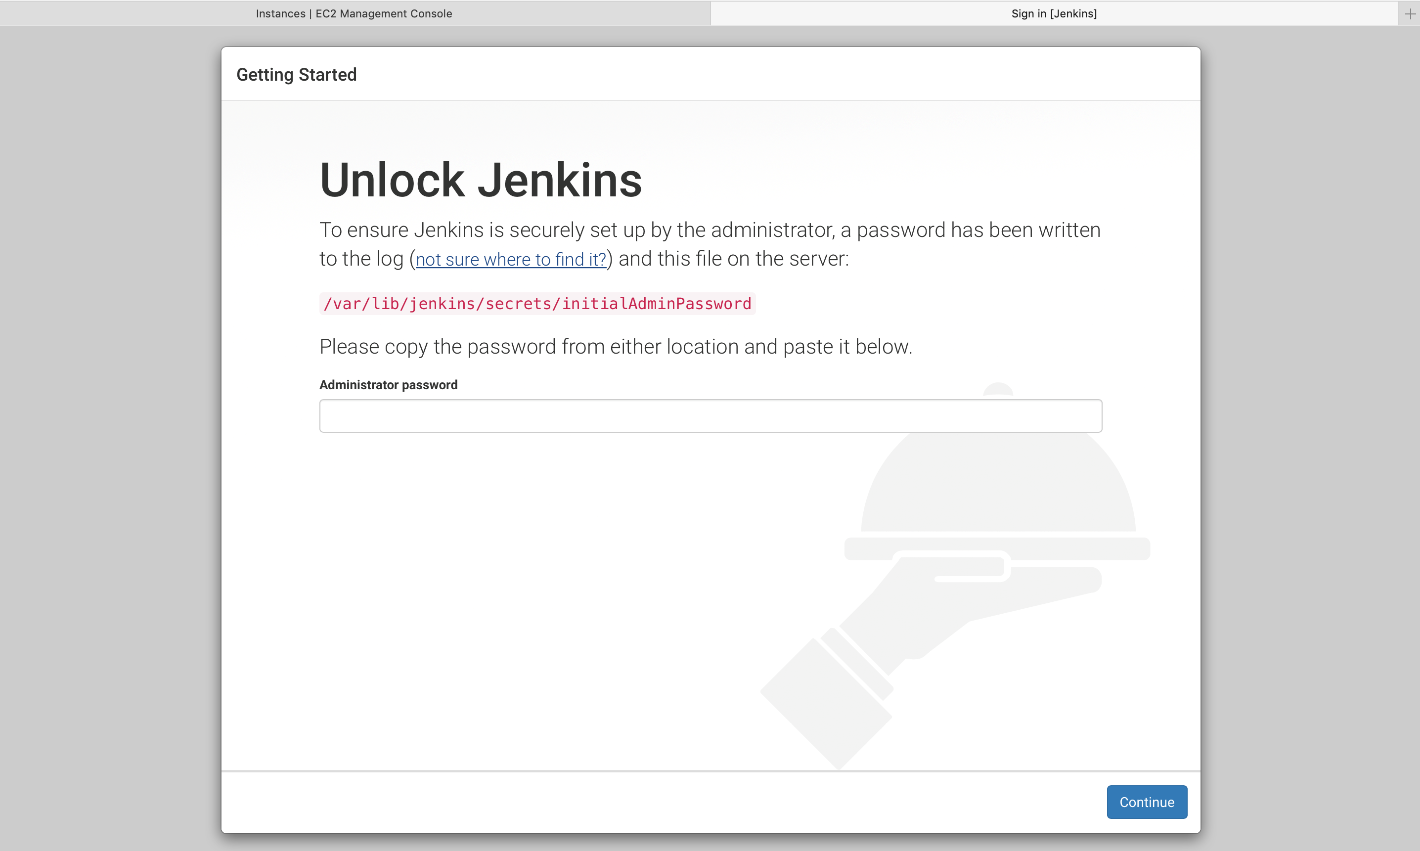 Instances | EC2 Management Console
Sign in [Jenkins]
+
Getting Started
Unlock Jenkins
To ensure Jenkins is securely set up by the administrator, a password has been written
to the log (not sure where to find it?) and this file on the server:
/var/lib/jenkins/secrets/initialAdminPassword
Please copy the password from either location and paste it below.
Administrator password
Continue